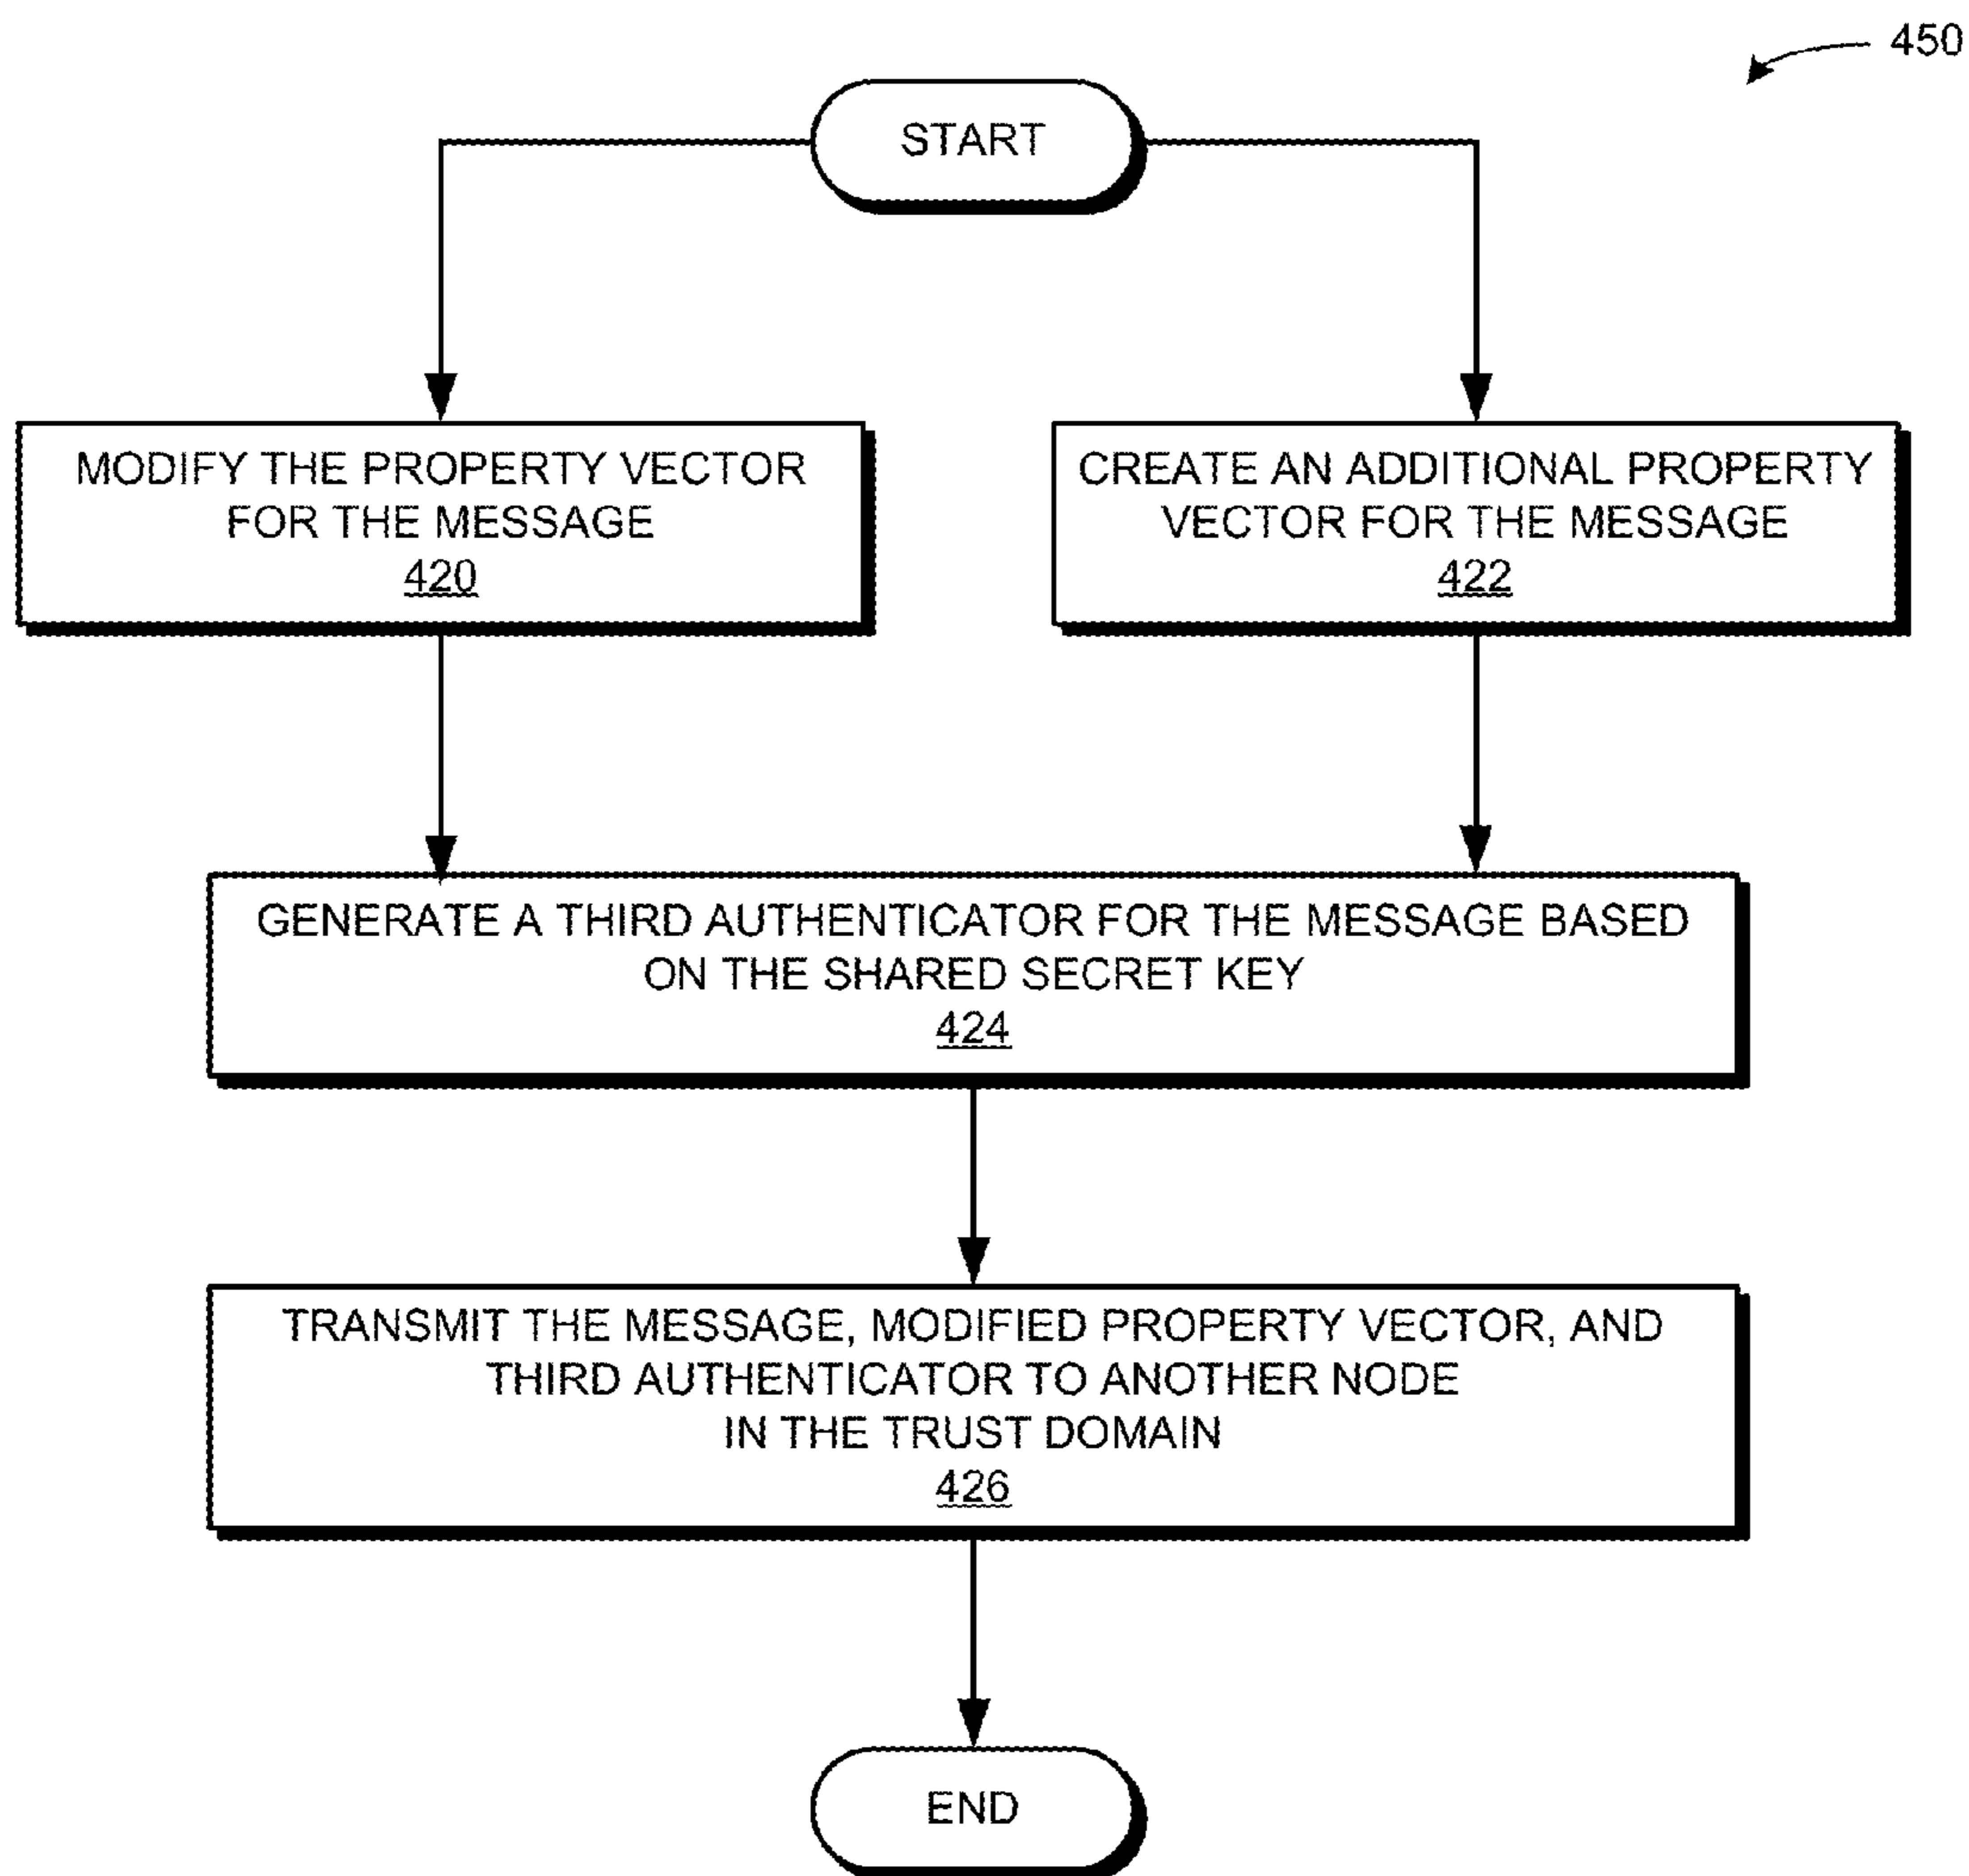 450
START
MODIFY THE PROPERTY VECTOR
FOR THE MESSAGE
420
CREATE AN ADDITIONAL PROPERTY
VECTOR FOR THE MESSAGE
422
GENERATE A THIRD AUTHENTICATOR FOR THE MESSAGE BASED
ON THE SHARED SECRET KEY
424
TRANSMIT THE MESSAGE, MODIFIED PROPERTY VECTOR, AND
THIRD AUTHENTICATOR TO ANOTHER NODE
IN THE TRUST DOMAIN
426
END